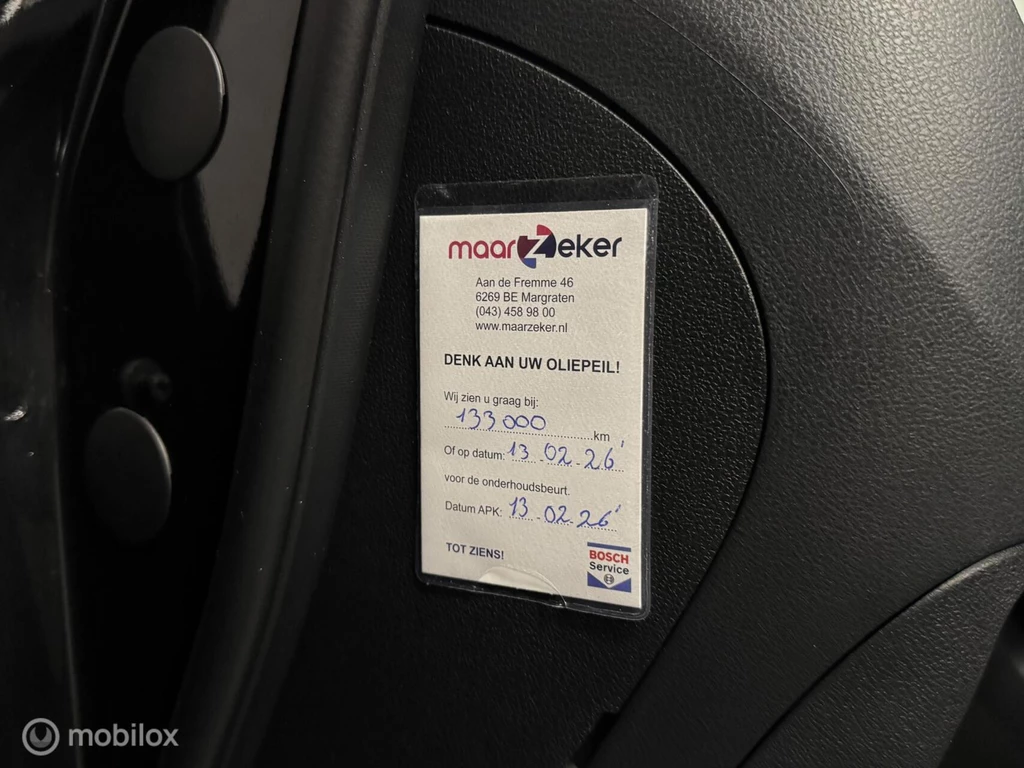 maarzeker
Aan de Fremme 46
6269 BE Margraten
(043) 458 98 00
www.maarzeker.nl
DENK AAN UW OLIEPEIL!
Wij zien u graag bij:
133000 km
Of op datum: 13-02-26'
voor de onderhoudsbeurt.
Datum APK: 13-02-26'
TOT ZIENS!
BOSCH
Service
mobilox